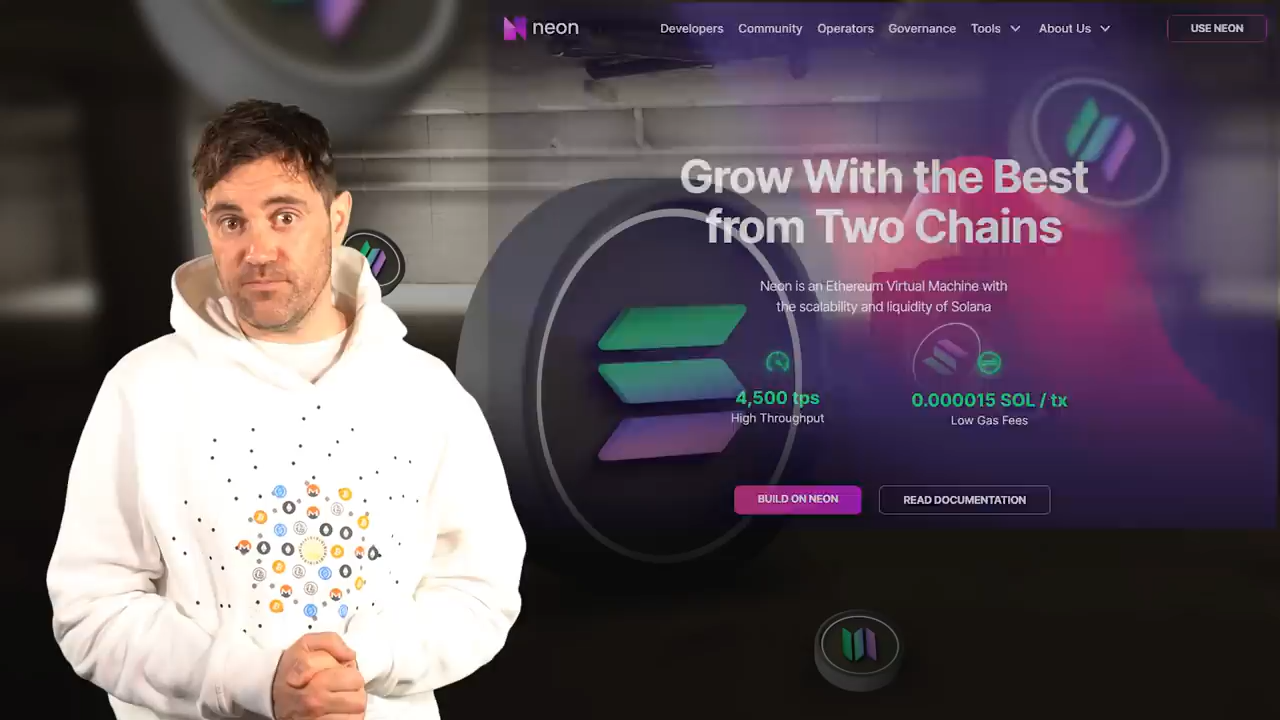 neon
Developers Community Operators Governance Tools About Us
USE NEON
Grow With the Best
from Two Chains
Neon is an Ethereum Virtual Machine with
the scalability and liquidity of Solana
4,500 tps
High Throughput
0.000015 SOL / tx
Low Gas Fees
BUILD ON NEON
READ DOCUMENTATION